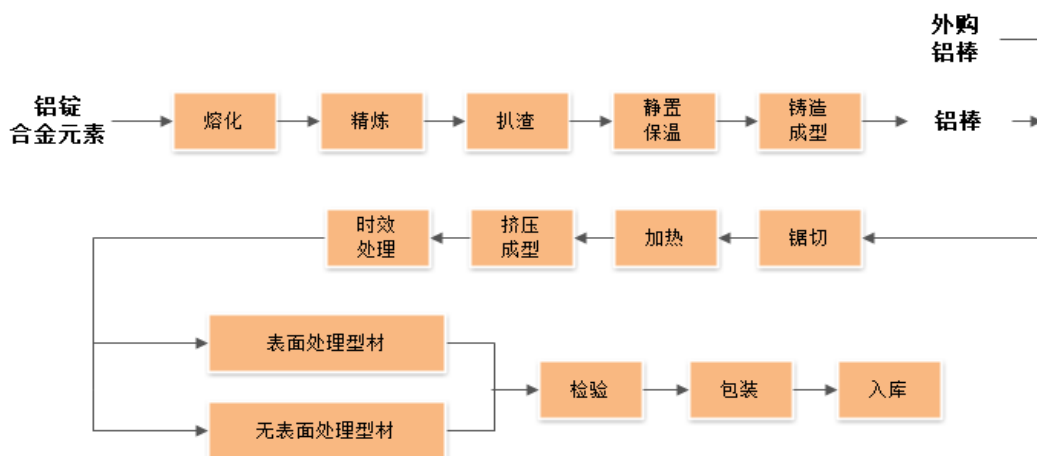 外购
铝棒
铝锭
合金元素
熔化
精炼
扒渣
静置
保温
铸造
成型
铝棒
时效
处理
挤压
成型
加热
锯切
表面处理型材
无表面处理型材
检验
包装
入库